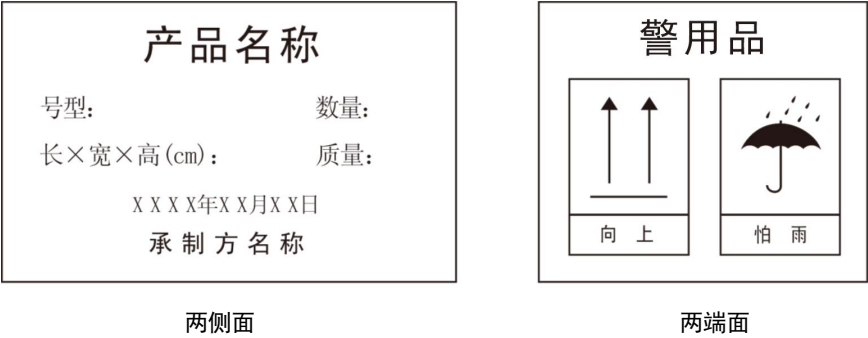 产品名称
号型： 数量：
长×宽×高(cm)： 质量：
XXXX年XX月XX日
承制方名称
两侧面
警用品
向上 怕雨
两端面